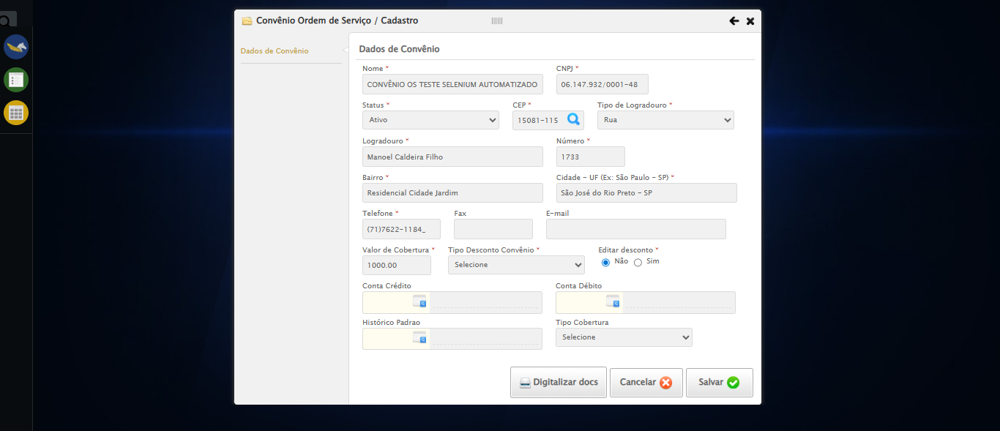 Convênio Ordem de Serviço / Cadastro
Dados de Convênio
Dados de Convênio
Nome *
CNPJ *
CONVÊNIO OS TESTE SELENIUM AUTOMATIZADO
06.147.932/0001-48
Status *
CEP *
Tipo de Logradouro *
Ativo
15081-115
Rua
Logradouro *
Número *
Manoel Caldeira Filho
1733
Bairro *
Cidade - UF (Ex: São Paulo - SP) *
Residencial Cidade Jardim
São José do Rio Preto - SP
Telefone *
Fax
E-mail
(71)7622-1184_
Valor de Cobertura *
Tipo Desconto Convênio *
Editar desconto *
1000.00
Selecione
Não
Sim
Conta Crédito
Conta Débito
Histórico Padrao
Tipo Cobertura
Selecione
Digitalizar docs
Cancelar
Salvar